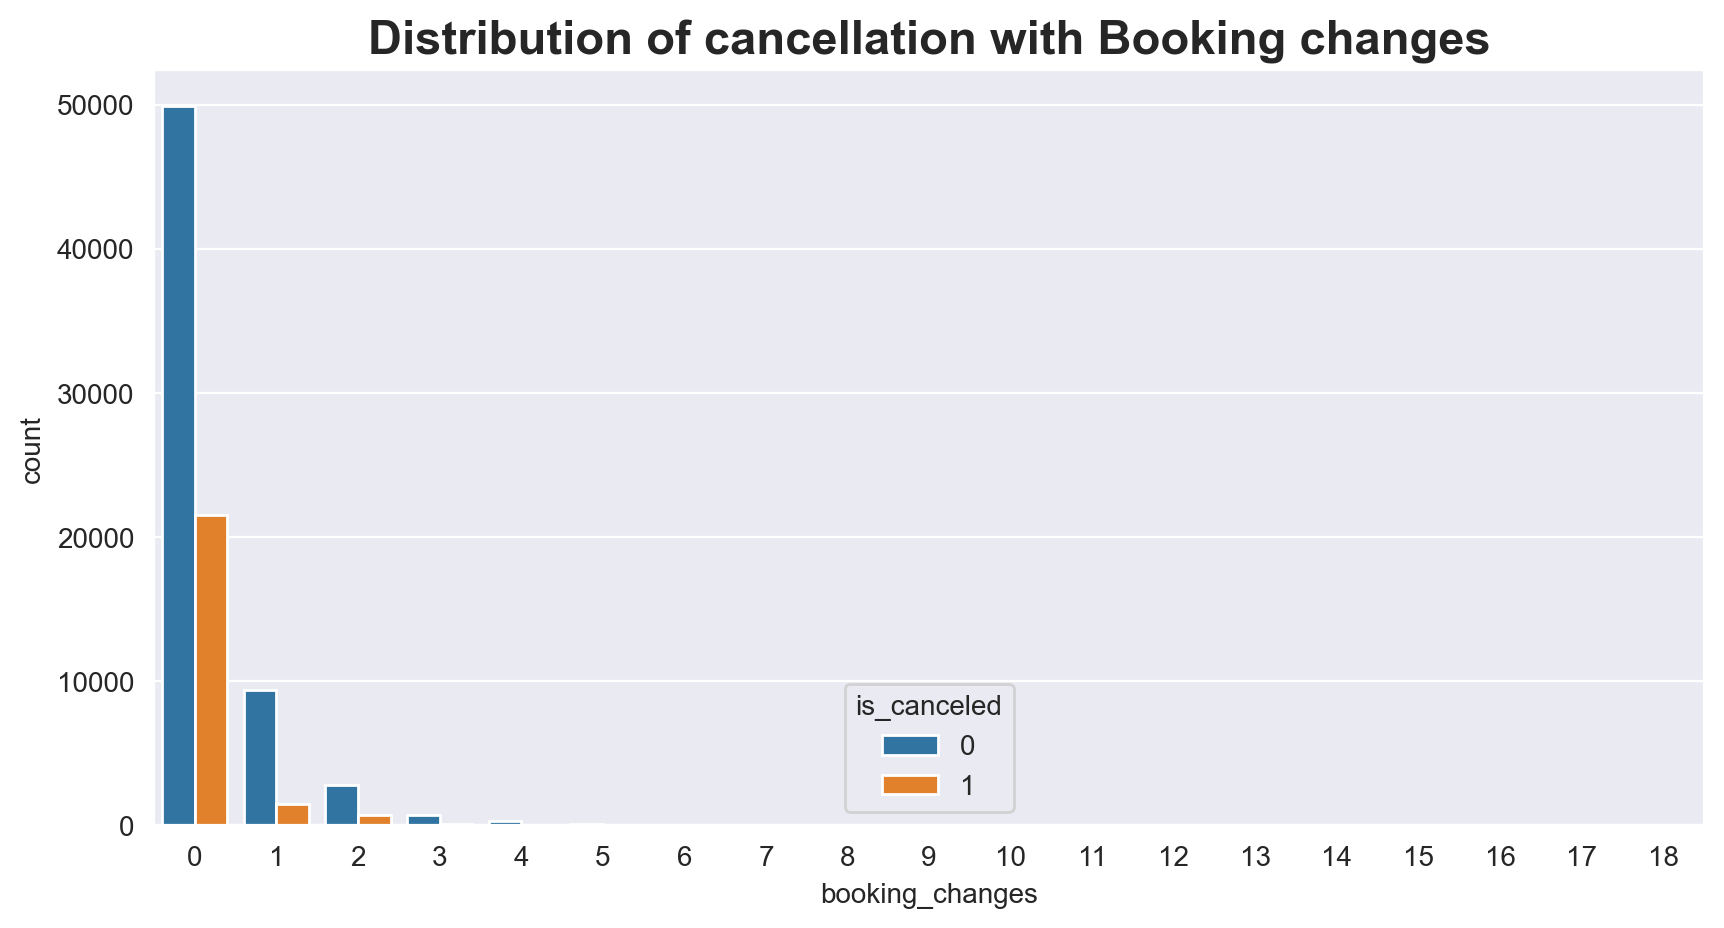 Distribution of cancellation with Booking changes
50000
40000
30000
20000
10000
0
count
is_canceled
0
1
0 1 2 3 4 5 6 7 8 9 10 11 12 13 14 15 16 17 18
booking_changes